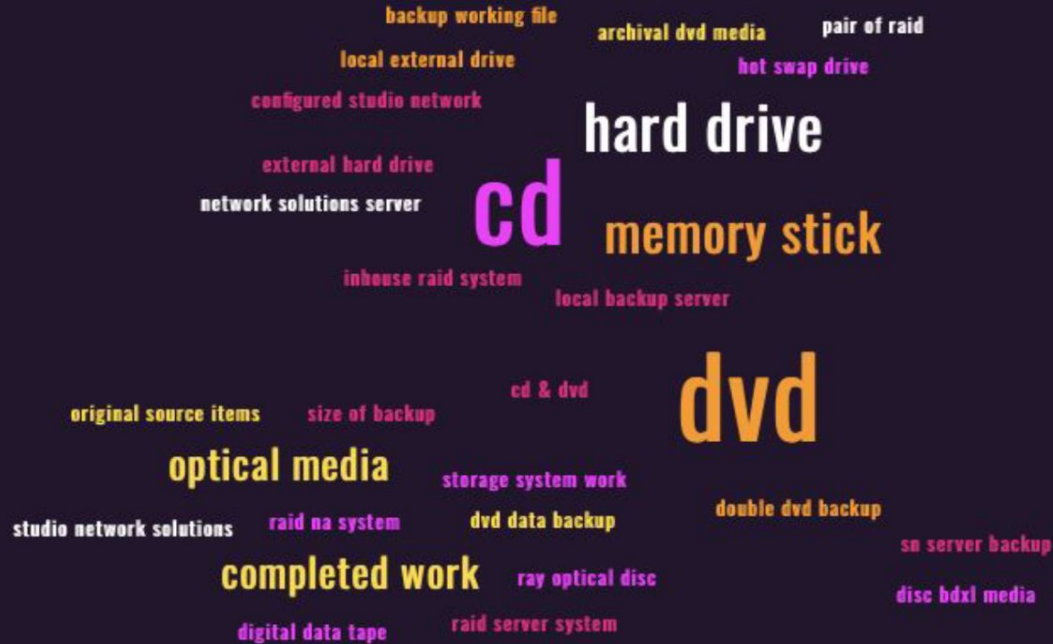 backup working file
archival dvd media
pair of raid
local external drive
hot swap drive
configured studio network
hard drive
external hard drive
cd
network solutions server
memory stick
inhouse raid system
local backup server
cd & dvd
dvd
original source items
size of backup
optical media
storage system work
double dvd backup
studio network solutions
raid na system
dvd data backup
sn server backup
completed work
ray optical disc
disc bdxl media
digital data tape
raid server system